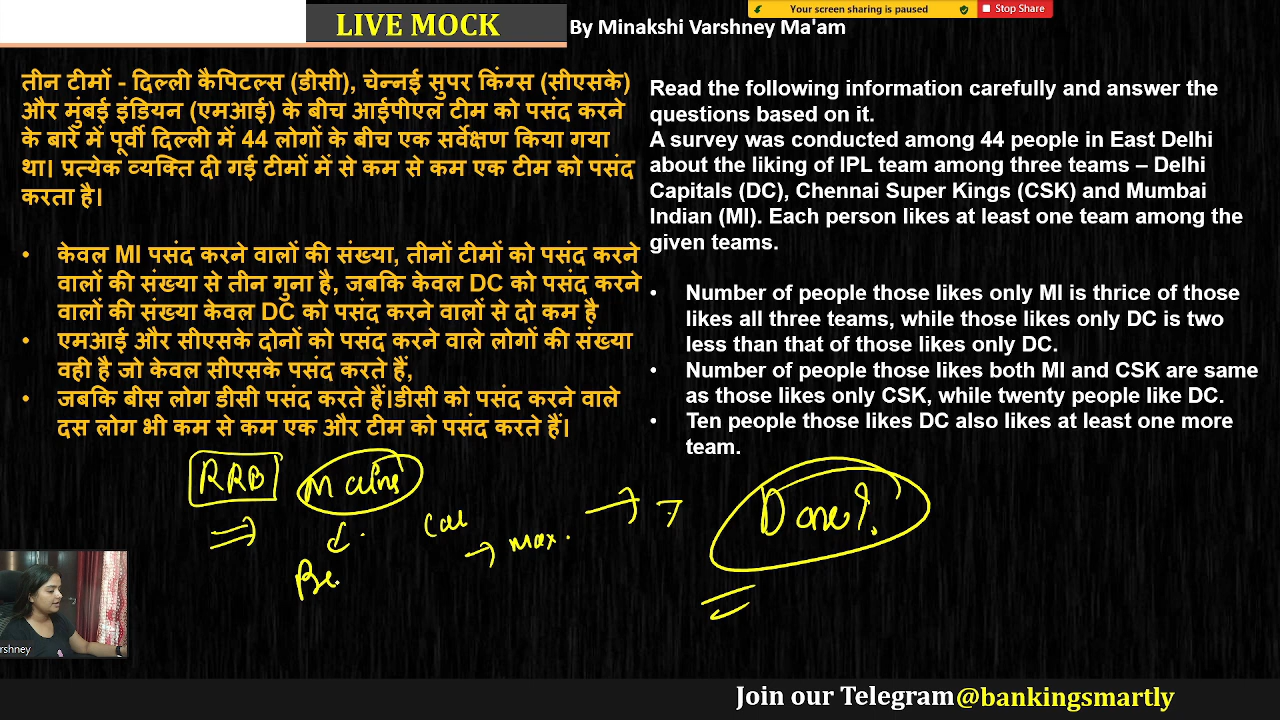 LIVE MOCK
By Minakshi Varshney Ma'am
Your screen sharing is paused
Stop Share
तीन टीमों - दिल्ली कैपिटल्स (डीसी), चेन्नई सुपर किंग्स (सीएसके)
और मुंबई इंडियन (एमआई) के बीच आईपीएल टीम को पसंद करने
के बारे में पूर्वी दिल्ली में 44 लोगों के बीच एक सर्वेक्षण किया गया
था। प्रत्येक व्यक्ति दी गई टीमों में से कम से कम एक टीम को पसंद
करता है।
• केवल MI पसंद करने वालों की संख्या, तीनों टीमों को पसंद करने
वालों की संख्या से तीन गुना है, जबकि केवल DC को पसंद करने
वालों की संख्या केवल DC को पसंद करने वालों से दो कम है
• एमआई और सीएसके दोनों को पसंद करने वाले लोगों की संख्या
वही है जो केवल सीएसके पसंद करते हैं,
• जबकि बीस लोग डीसी पसंद करते हैं।डीसी को पसंद करने वाले
दस लोग भी कम से कम एक और टीम को पसंद करते हैं।
Read the following information carefully and answer the
questions based on it.
A survey was conducted among 44 people in East Delhi
about the liking of IPL team among three teams – Delhi
Capitals (DC), Chennai Super Kings (CSK) and Mumbai
Indian (MI). Each person likes at least one team among the
given teams.
• Number of people those likes only MI is thrice of those
likes all three teams, while those likes only DC is two
less than that of those likes only DC.
• Number of people those likes both MI and CSK are same
as those likes only CSK, while twenty people like DC.
• Ten people those likes DC also likes at least one more
team.
RRB Mains
Cal → max.
Be
Done?
rshney
Join our Telegram@bankingsmartly